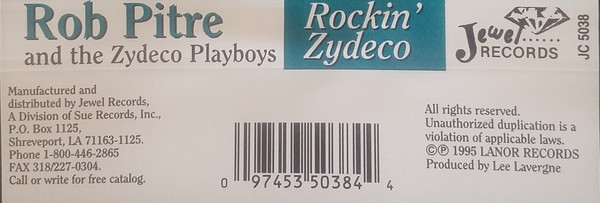 Rob Pitre
and the Zydeco Playboys
Rockin'
Zydeco
Jewel......
RECORDS
JC 5038
Manufactured and
distributed by Jewel Records,
A Division of Sue Records, Inc.,
P.O. Box 1125,
Shreveport, LA 71163-1125.
Phone 1-800-446-2865
FAX 318/227-0304.
Call or write for free catalog.
0 97453 50384 4
All rights reserved.
Unauthorized duplication is a
violation of applicable laws.
©℗ 1995 LANOR RECORDS
Produced by Lee Lavergne